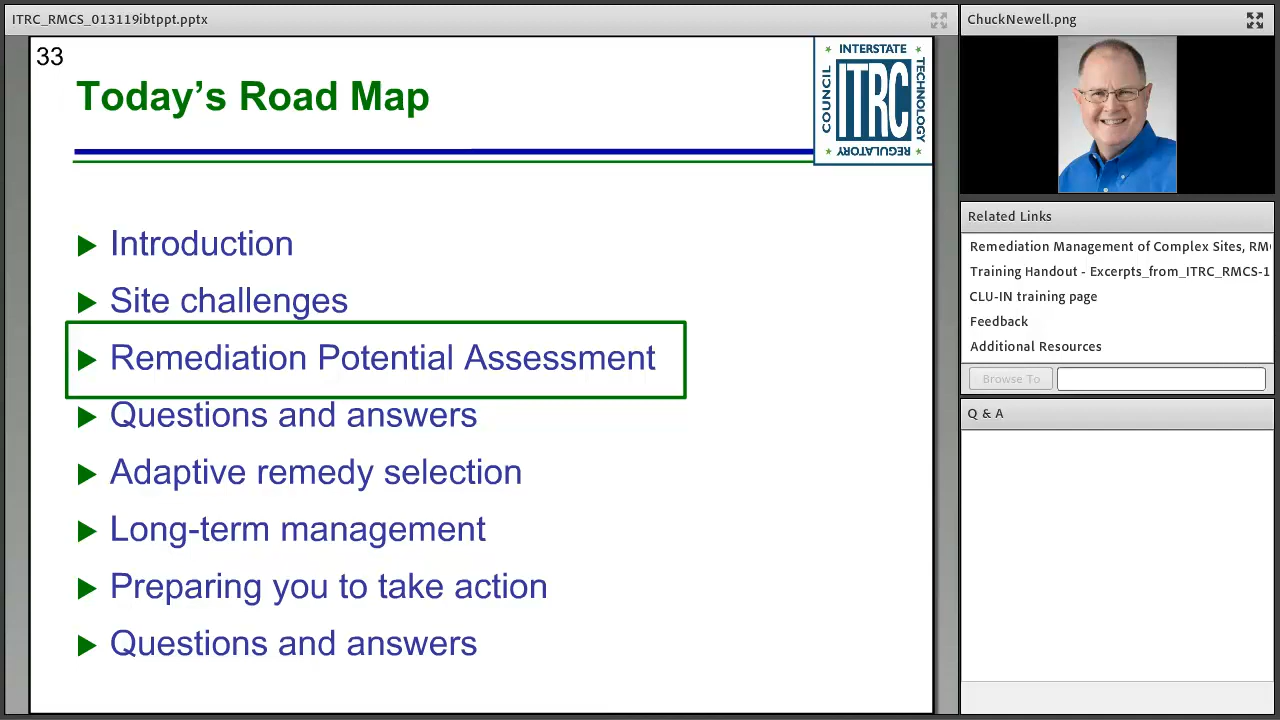 ITRC_RMCS_013119ibtppt.pptx
33
Today's Road Map
INTERSTATE
TECHNOLOGY
REGULATORY
COUNCIL
ITRC
Introduction
Site challenges
Remediation Potential Assessment
Questions and answers
Adaptive remedy selection
Long-term management
Preparing you to take action
Questions and answers
ChuckNewell.png
Related Links
Remediation Management of Complex Sites, RM
Training Handout - Excerpts_from_ITRC_RMCS-1
CLU-IN training page
Feedback
Additional Resources
Browse To
Q & A